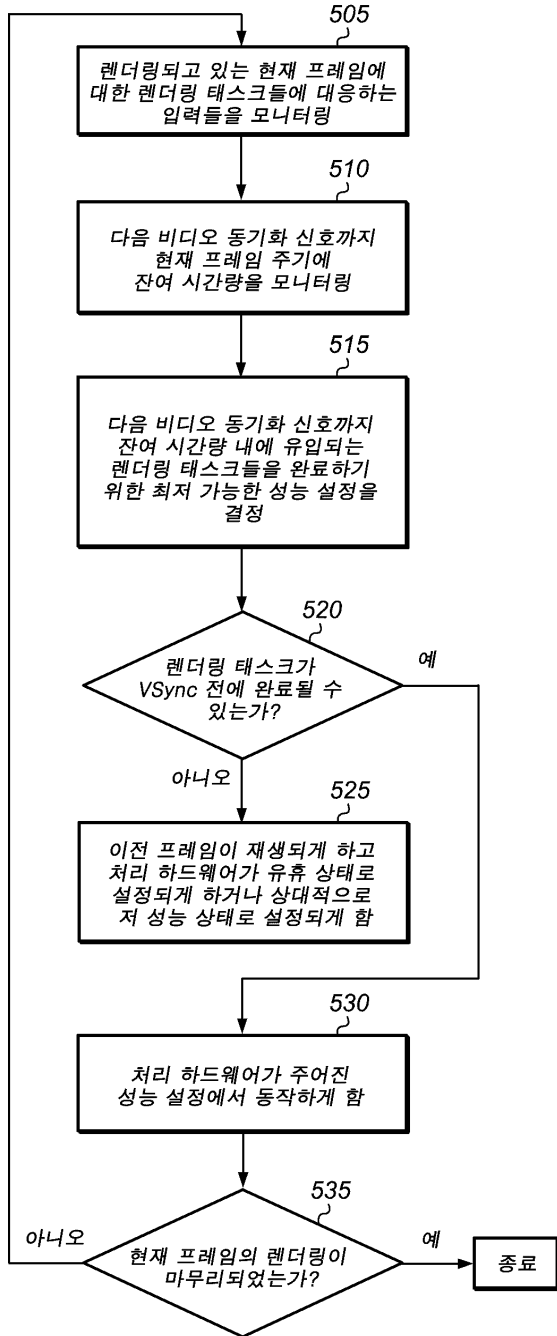 505
렌더링되고 있는 현재 프레임에
대한 렌더링 태스크들에 대응하는
입력들을 모니터링
510
다음 비디오 동기화 신호까지
현재 프레임 주기에
잔여 시간량을 모니터링
515
다음 비디오 동기화 신호까지
잔여 시간량 내에 유입되는
렌더링 태스크들을 완료하기
위한 최저 가능한 성능 설정을
결정
520
렌더링 태스크가
VSync 전에 완료될 수
있는가?
예
아니오
525
이전 프레임이 재생되게 하고
처리 하드웨어가 유휴 상태로
설정되게 하거나 상대적으로
저 성능 상태로 설정되게 함
530
처리 하드웨어가 주어진
성능 설정에서 동작하게 함
535
현재 프레임의 렌더링이
마무리되었는가?
아니오
예
종료